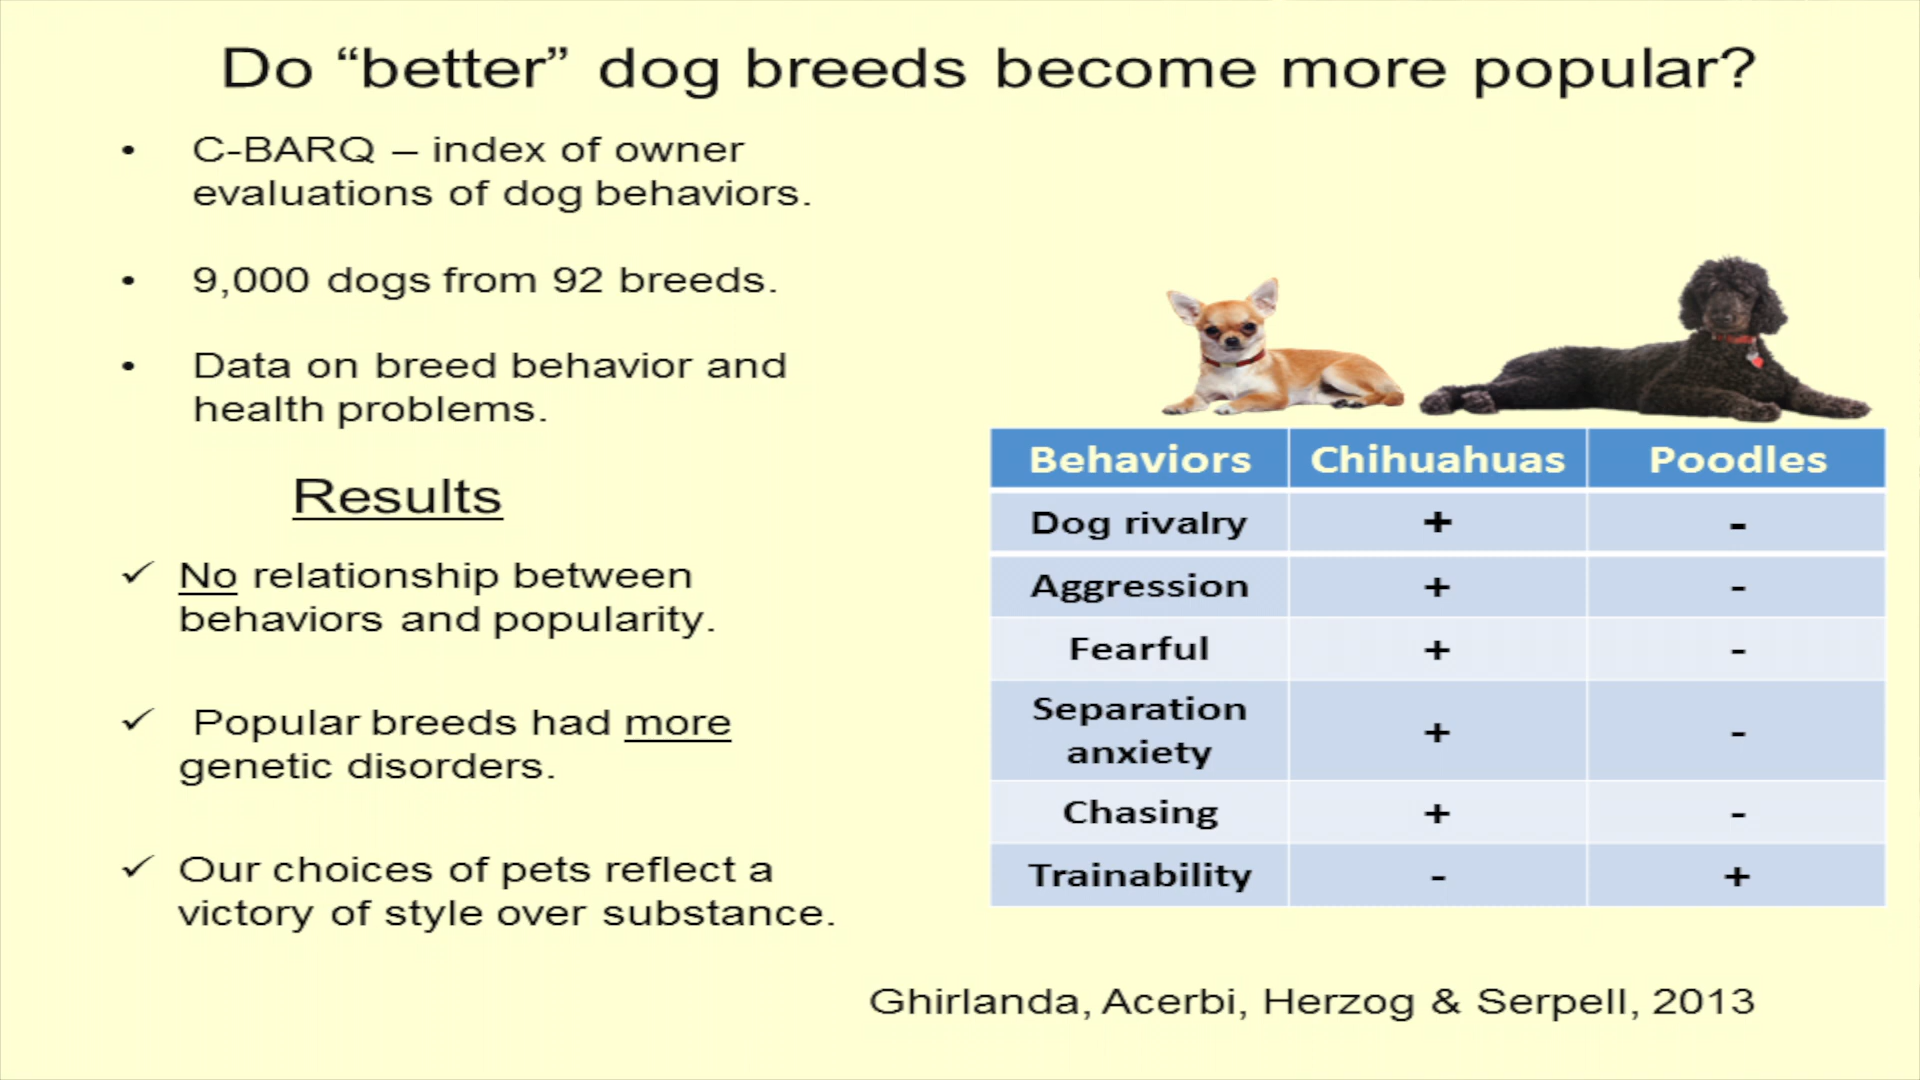 Do “better” dog breeds become more popular?
• C-BARQ – index of owner
evaluations of dog behaviors.
• 9,000 dogs from 92 breeds.
• Data on breed behavior and
health problems.
Results
✓ No relationship between
behaviors and popularity.
✓ Popular breeds had more
genetic disorders.
✓ Our choices of pets reflect a
victory of style over substance.
Behaviors Chihuahuas Poodles
Dog rivalry + -
Aggression + -
Fearful + -
Separation
anxiety + -
Chasing + -
Trainability - +
Ghirlanda, Acerbi, Herzog & Serpell, 2013